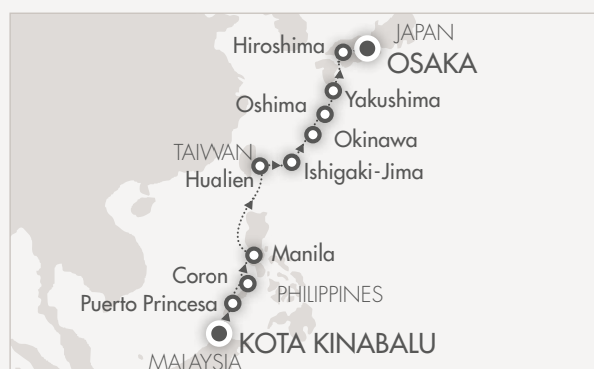 JAPAN
Hiroshima
OSAKA
Oshima
Yakushima
Okinawa
TAIWAN
Hualien
Ishigaki-Jima
Manila
Coron
PHILIPPINES
Puerto Princesa
KOTA KINABALU
MALAYSIA